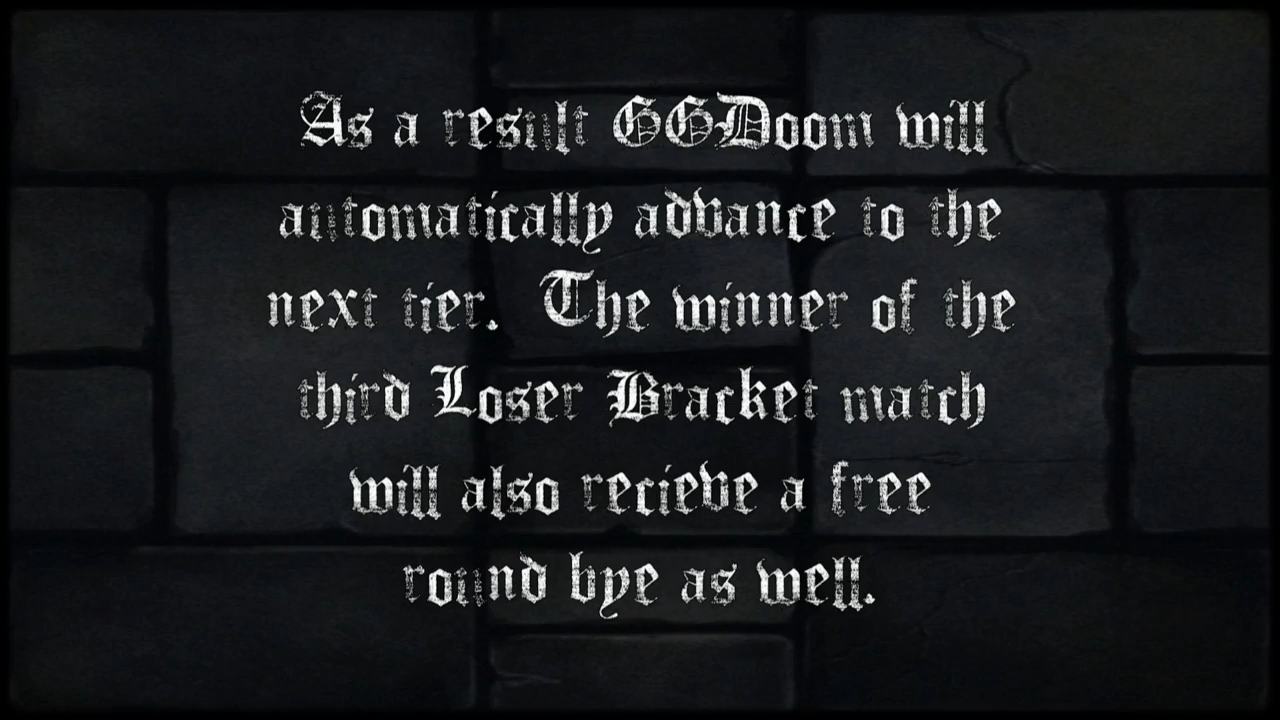 As a result GGDoom will
automatically advance to the
next tier. The winner of the
third Loser Bracket match
will also recieve a free
round bye as well.